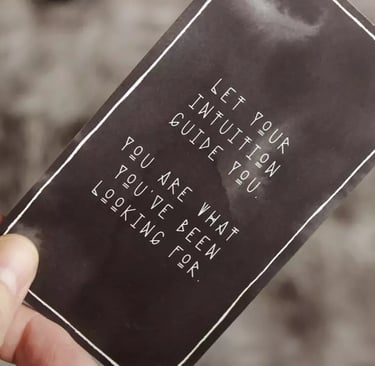 LET YOUR
INTUITION
GUIDE YOU.
YOU ARE WHAT
YOU'VE BEEN
LOOKING FOR.